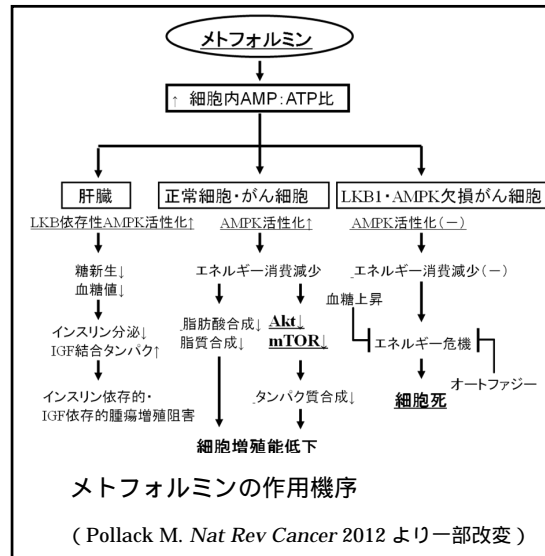 メトフォルミン
↑ 細胞内AMP:ATP比
肝臓
LKB依存性AMPK活性化↑
糖新生↓
血糖値↓
インスリン分泌↓
IGF結合タンパク↑
インスリン依存的・
IGF依存的腫瘍増殖阻害
正常細胞・がん細胞
AMPK活性化↑
エネルギー消費減少
脂肪酸合成↓
脂質合成↓
Akt↓
mTOR↓
タンパク質合成↓
細胞増殖能低下
LKB1・AMPK欠損がん細胞
AMPK活性化(−)
エネルギー消費減少(−)
血糖上昇
エネルギー危機
オートファジー
細胞死
メトフォルミンの作用機序
(Pollack M. Nat Rev Cancer 2012 より一部改変)